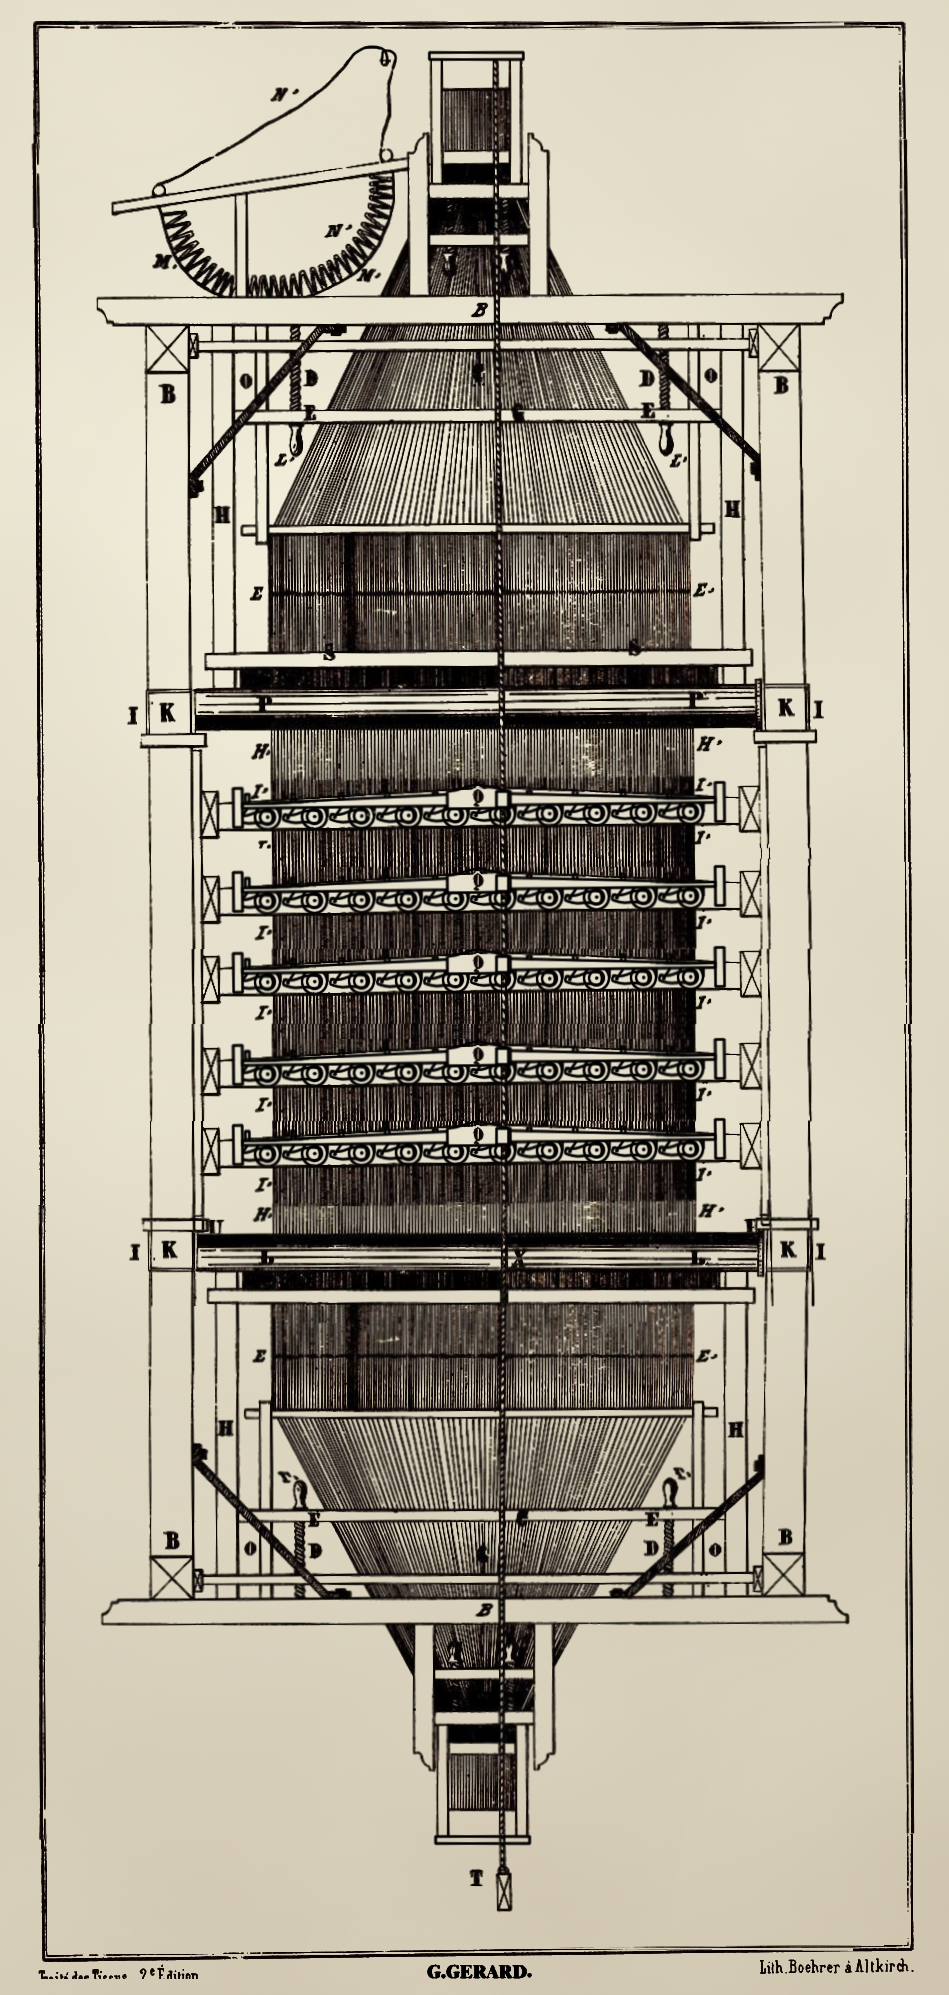 N'
N'
M.
M'
B
B
B
O
D
C
D
O
E
G
E
L'
L'
H
H
E
E'
S
S
I
K
P
P
K
I
H.
H'
I'
I'
O
I'
O
I'
I'
O
I'
I'
O
I'
I'
O
I'
I'
H.
H'
I
K
L
X
L
K
I
E
E'
H
H
E
C
E
B
O
D
C
D
O
B
B
T
Traité des Tissus. 2e Édition
G.GERARD.
Lith. Boehrer à Altkirch.